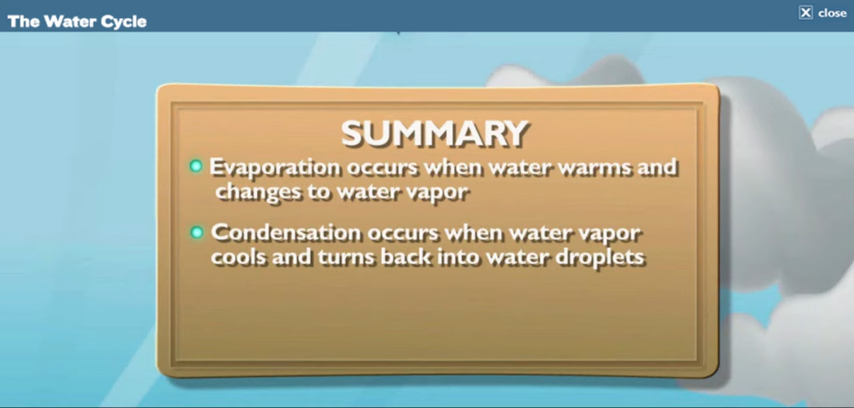 The Water Cycle
close
SUMMARY
Evaporation occurs when water warms and
changes to water vapor
Condensation occurs when water vapor
cools and turns back into water droplets